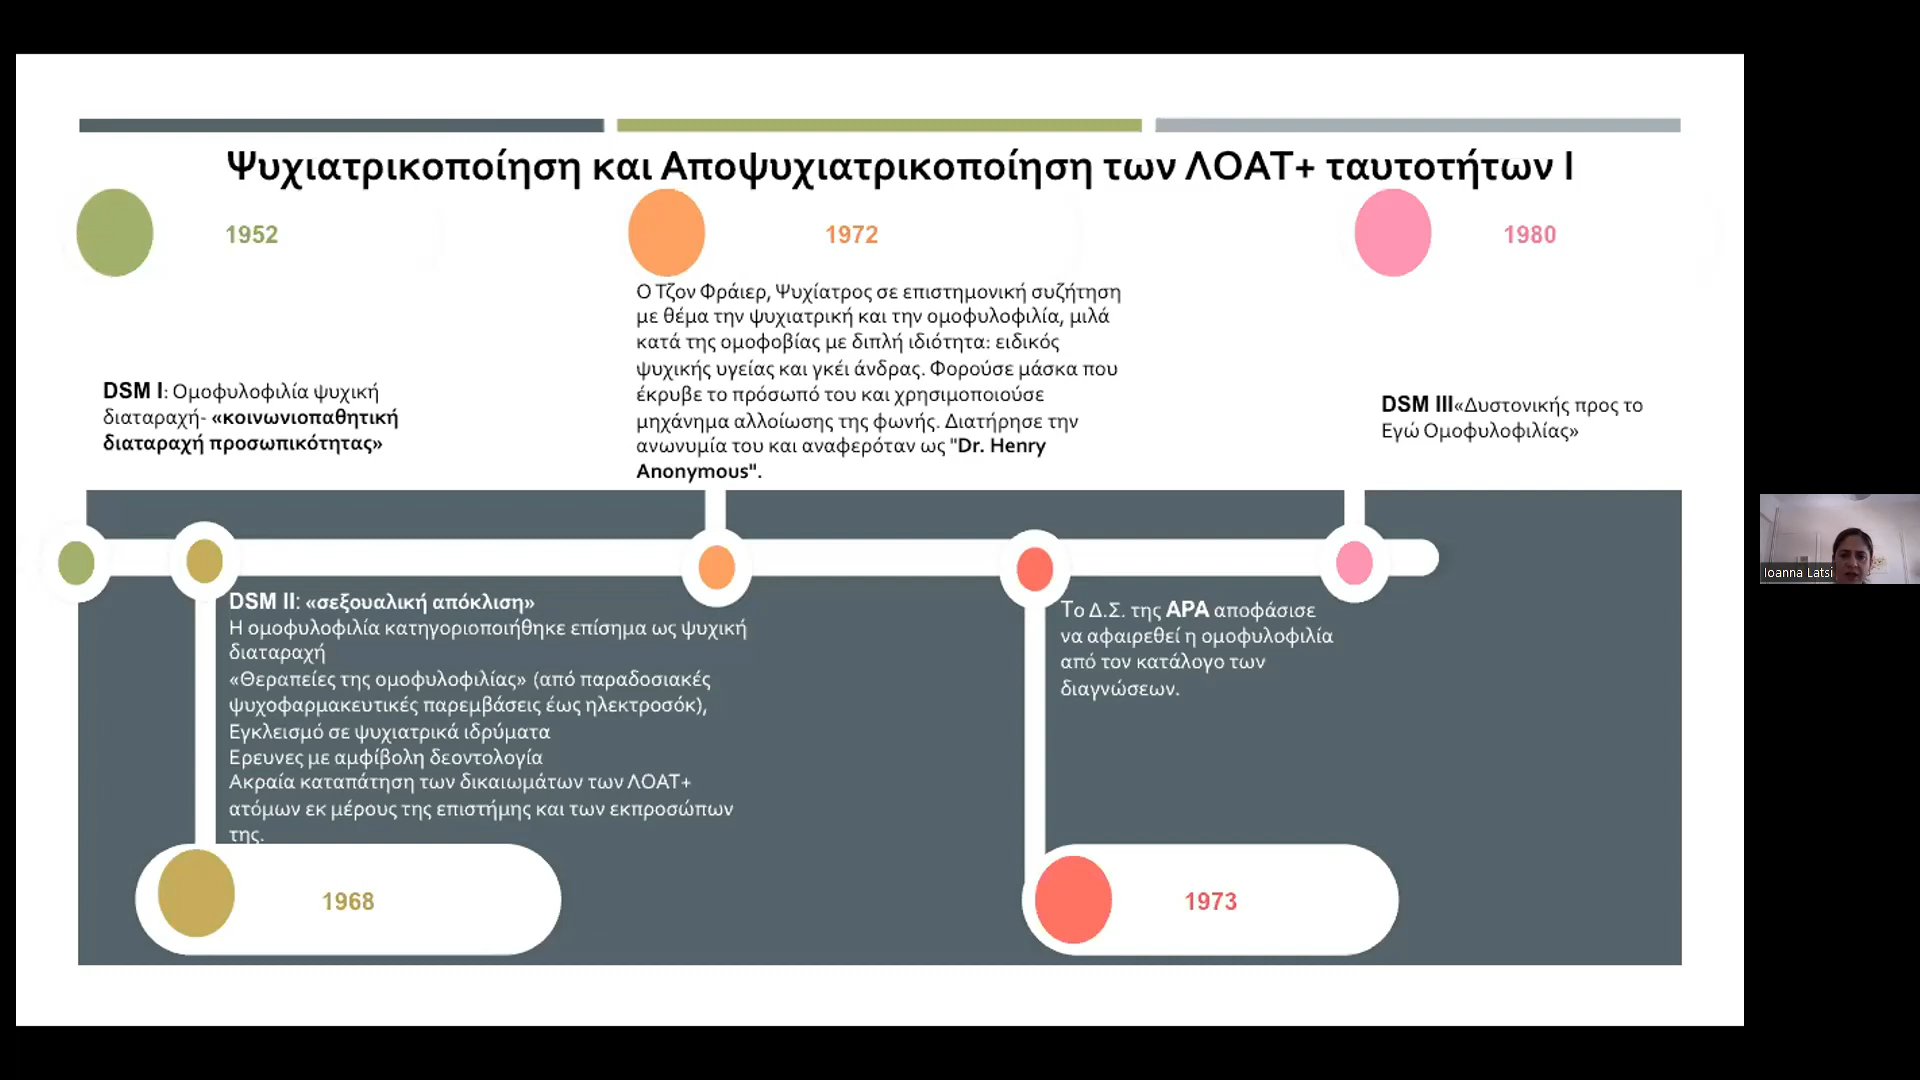 Ψυχιατρικοποίηση και Αποψυχιατρικοποίηση των ΛΟΑΤ+ ταυτοτήτων Ι
1952
DSM I: Ομοφυλοφιλία ψυχική
διαταραχή- «κοινωνιοπαθητική
διαταραχή προσωπικότητας»
1972
Ο Τζον Φράιερ, Ψυχίατρος σε επιστημονική συζήτηση
με θέμα την ψυχιατρική και την ομοφυλοφιλία, μιλά
κατά της ομοφοβίας με διπλή ιδιότητα: ειδικός
ψυχικής υγείας και γκέι άνδρας. Φορούσε μάσκα που
έκρυβε το πρόσωπό του και χρησιμοποιούσε
μηχάνημα αλλοίωσης της φωνής. Διατήρησε την
ανωνυμία του και αναφερόταν ως "Dr. Henry
Anonymous".
1980
DSM III«Δυστονικής προς το
Εγώ Ομοφυλοφιλίας»
DSM II: «σεξουαλική απόκλιση»
Η ομοφυλοφιλία κατηγοριοποιήθηκε επίσημα ως ψυχική
διαταραχή
«Θεραπείες της ομοφυλοφιλίας» (από παραδοσιακές
ψυχοφαρμακευτικές παρεμβάσεις έως ηλεκτροσόκ),
Εγκλεισμό σε ψυχιατρικά ιδρύματα
Ερευνες με αμφίβολη δεοντολογία
Ακραία καταπάτηση των δικαιωμάτων των ΛΟΑΤ+
ατόμων εκ μέρους της επιστήμης και των εκπροσώπων
της.
1968
Το Δ.Σ. της APA αποφάσισε
να αφαιρεθεί η ομοφυλοφιλία
από τον κατάλογο των
διαγνώσεων.
1973
Ioanna Latsi